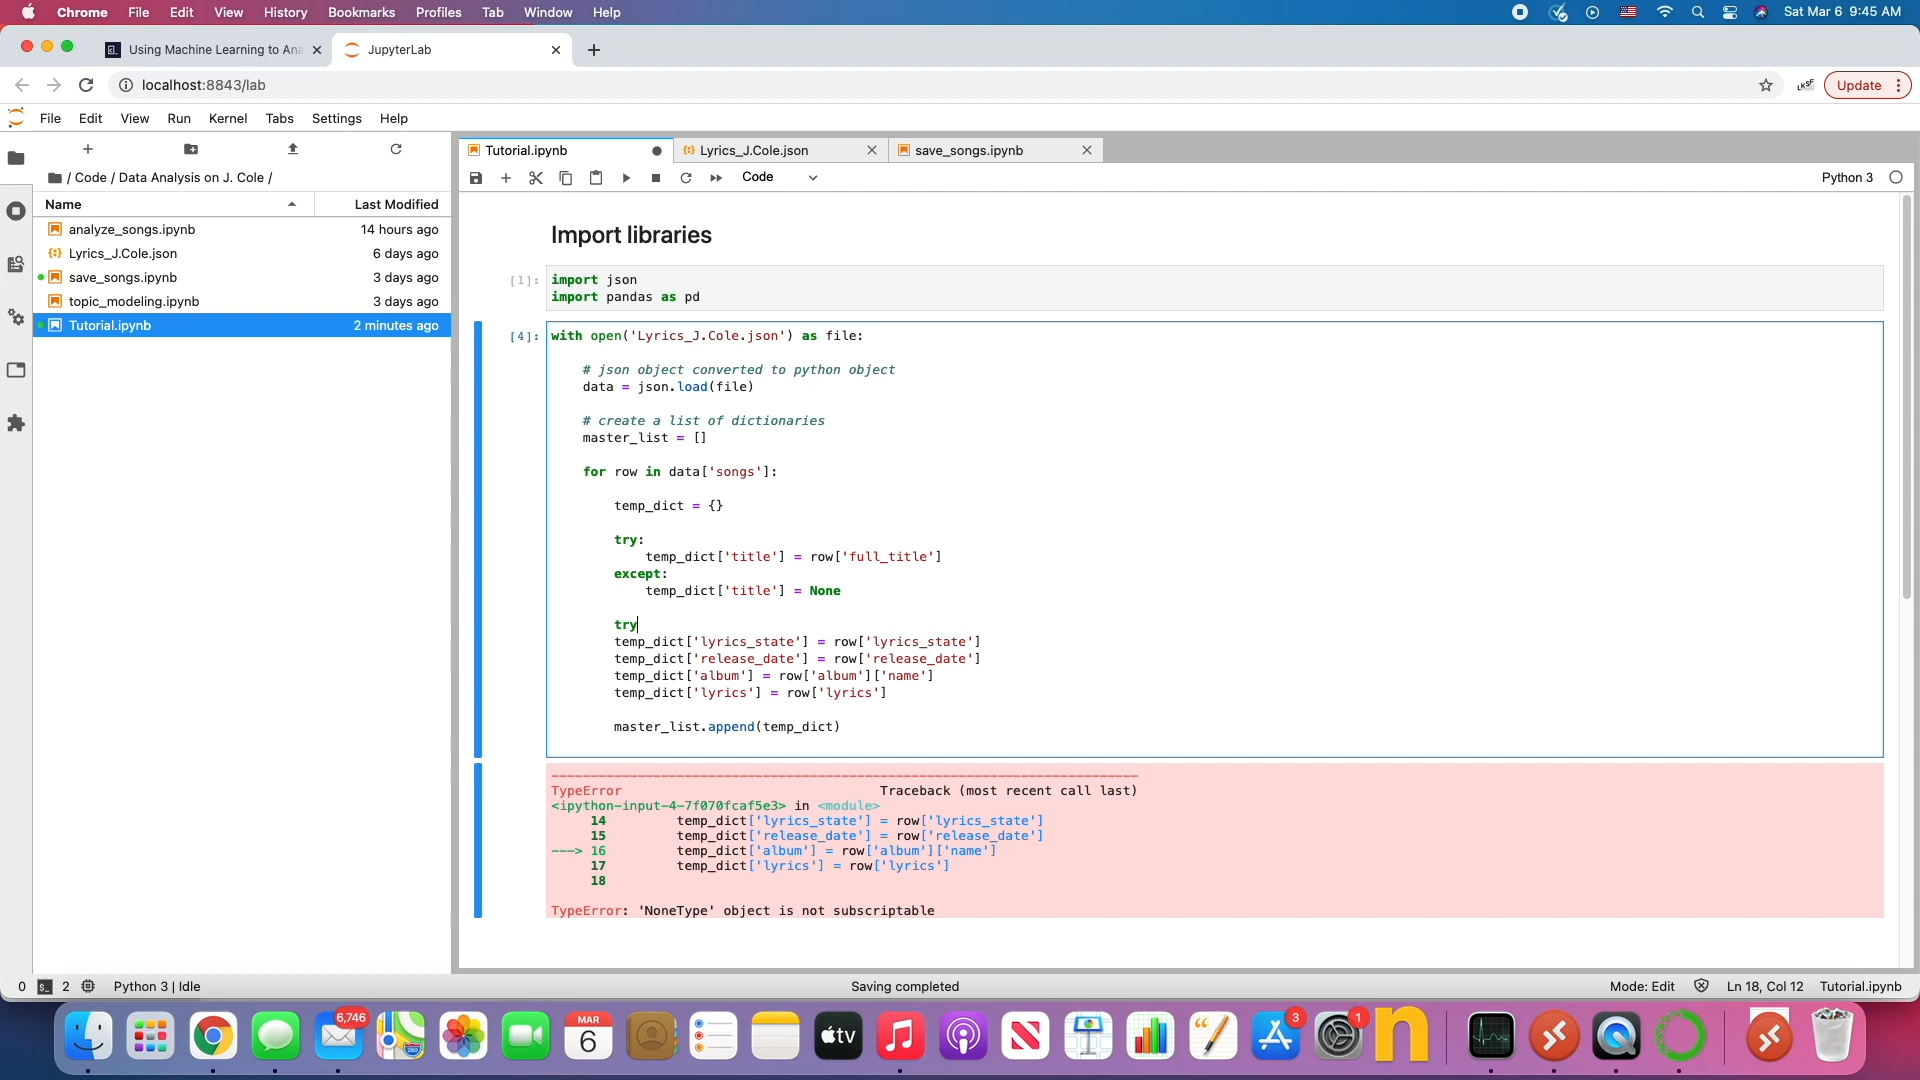 Chrome File Edit View History Bookmarks Profiles Tab Window Help Sat Mar 6 9:45 AM
Using Machine Learning to Ana JupyterLab
localhost:8843/lab LKSF Update
File Edit View Run Kernel Tabs Settings Help
/ Code / Data Analysis on J. Cole /
Name Last Modified
analyze_songs.ipynb 14 hours ago
Lyrics_J.Cole.json 6 days ago
save_songs.ipynb 3 days ago
topic_modeling.ipynb 3 days ago
Tutorial.ipynb 2 minutes ago
Tutorial.ipynb Lyrics_J.Cole.json save_songs.ipynb
Code Python 3
Import libraries
[1]: import json
import pandas as pd
[4]: with open('Lyrics_J.Cole.json') as file:
# json object converted to python object
data = json.load(file)
# create a list of dictionaries
master_list = []
for row in data['songs']:
temp_dict = {}
try:
temp_dict['title'] = row['full_title']
except:
temp_dict['title'] = None
try
temp_dict['lyrics_state'] = row['lyrics_state']
temp_dict['release_date'] = row['release_date']
temp_dict['album'] = row['album']['name']
temp_dict['lyrics'] = row['lyrics']
master_list.append(temp_dict)
---------------------------------------------------------------------------
TypeError Traceback (most recent call last)
<ipython-input-4-7f070fcaf5e3> in <module>
14 temp_dict['lyrics_state'] = row['lyrics_state']
15 temp_dict['release_date'] = row['release_date']
---> 16 temp_dict['album'] = row['album']['name']
17 temp_dict['lyrics'] = row['lyrics']
18
TypeError: 'NoneType' object is not subscriptable
0 2 Python 3 | Idle Saving completed Mode: Edit Ln 18, Col 12 Tutorial.ipynb
6,746 MAR 6 tv 3 1 n